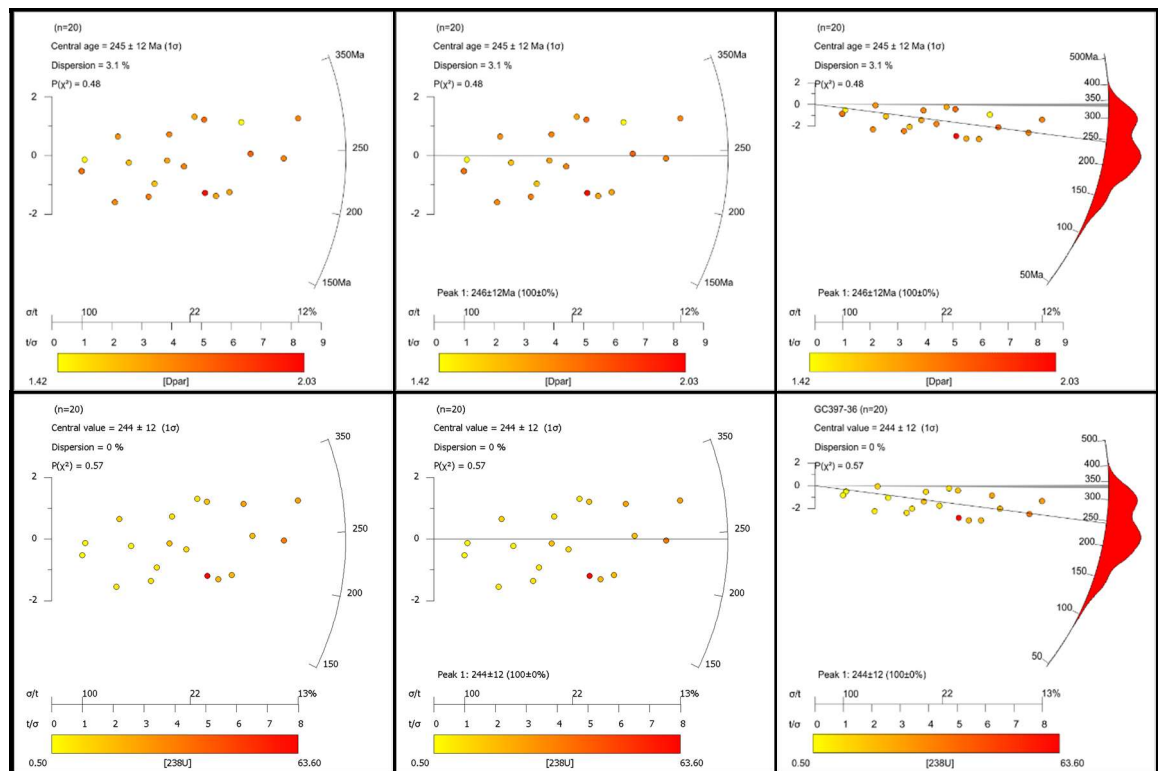 (n=20)
Central age = 245 ± 12 Ma (1σ)
Dispersion = 3.1 %
P(χ²) = 0.48
2
0
-2
350Ma
250
200
150Ma
σ/t 100 22 12%
t/σ 0 1 2 3 4 5 6 7 8 9
1.42 [Dpar] 2.03
(n=20)
Central age = 245 ± 12 Ma (1σ)
Dispersion = 3.1 %
P(χ²) = 0.48
2
0
-2
350Ma
250
200
150Ma
Peak 1: 246±12Ma (100±0%)
σ/t 100 22 12%
t/σ 0 1 2 3 4 5 6 7 8 9
1.42 [Dpar] 2.03
(n=20)
Central age = 245 ± 12 Ma (1σ)
Dispersion = 3.1 %
P(χ²) = 0.48
2
0
-2
500Ma
400
350
300
250
200
150
100
50Ma
Peak 1: 246±12Ma (100±0%)
σ/t 100 22 12%
t/σ 0 1 2 3 4 5 6 7 8 9
1.42 [Dpar] 2.03
(n=20)
Central value = 244 ± 12 (1σ)
Dispersion = 0 %
P(χ²) = 0.57
2
0
-2
350
250
200
150
σ/t 100 22 13%
t/σ 0 1 2 3 4 5 6 7 8
0.50 [238U] 63.60
(n=20)
Central value = 244 ± 12 (1σ)
Dispersion = 0 %
P(χ²) = 0.57
2
0
-2
350
250
200
150
Peak 1: 244±12 (100±0%)
σ/t 100 22 13%
t/σ 0 1 2 3 4 5 6 7 8
0.50 [238U] 63.60
GC397-36 (n=20)
Central value = 244 ± 12 (1σ)
Dispersion = 0 %
P(χ²) = 0.57
2
0
-2
500
400
350
300
250
200
150
100
50
Peak 1: 244±12 (100±0%)
σ/t 100 22 13%
t/σ 0 1 2 3 4 5 6 7 8
0.50 [238U] 63.60